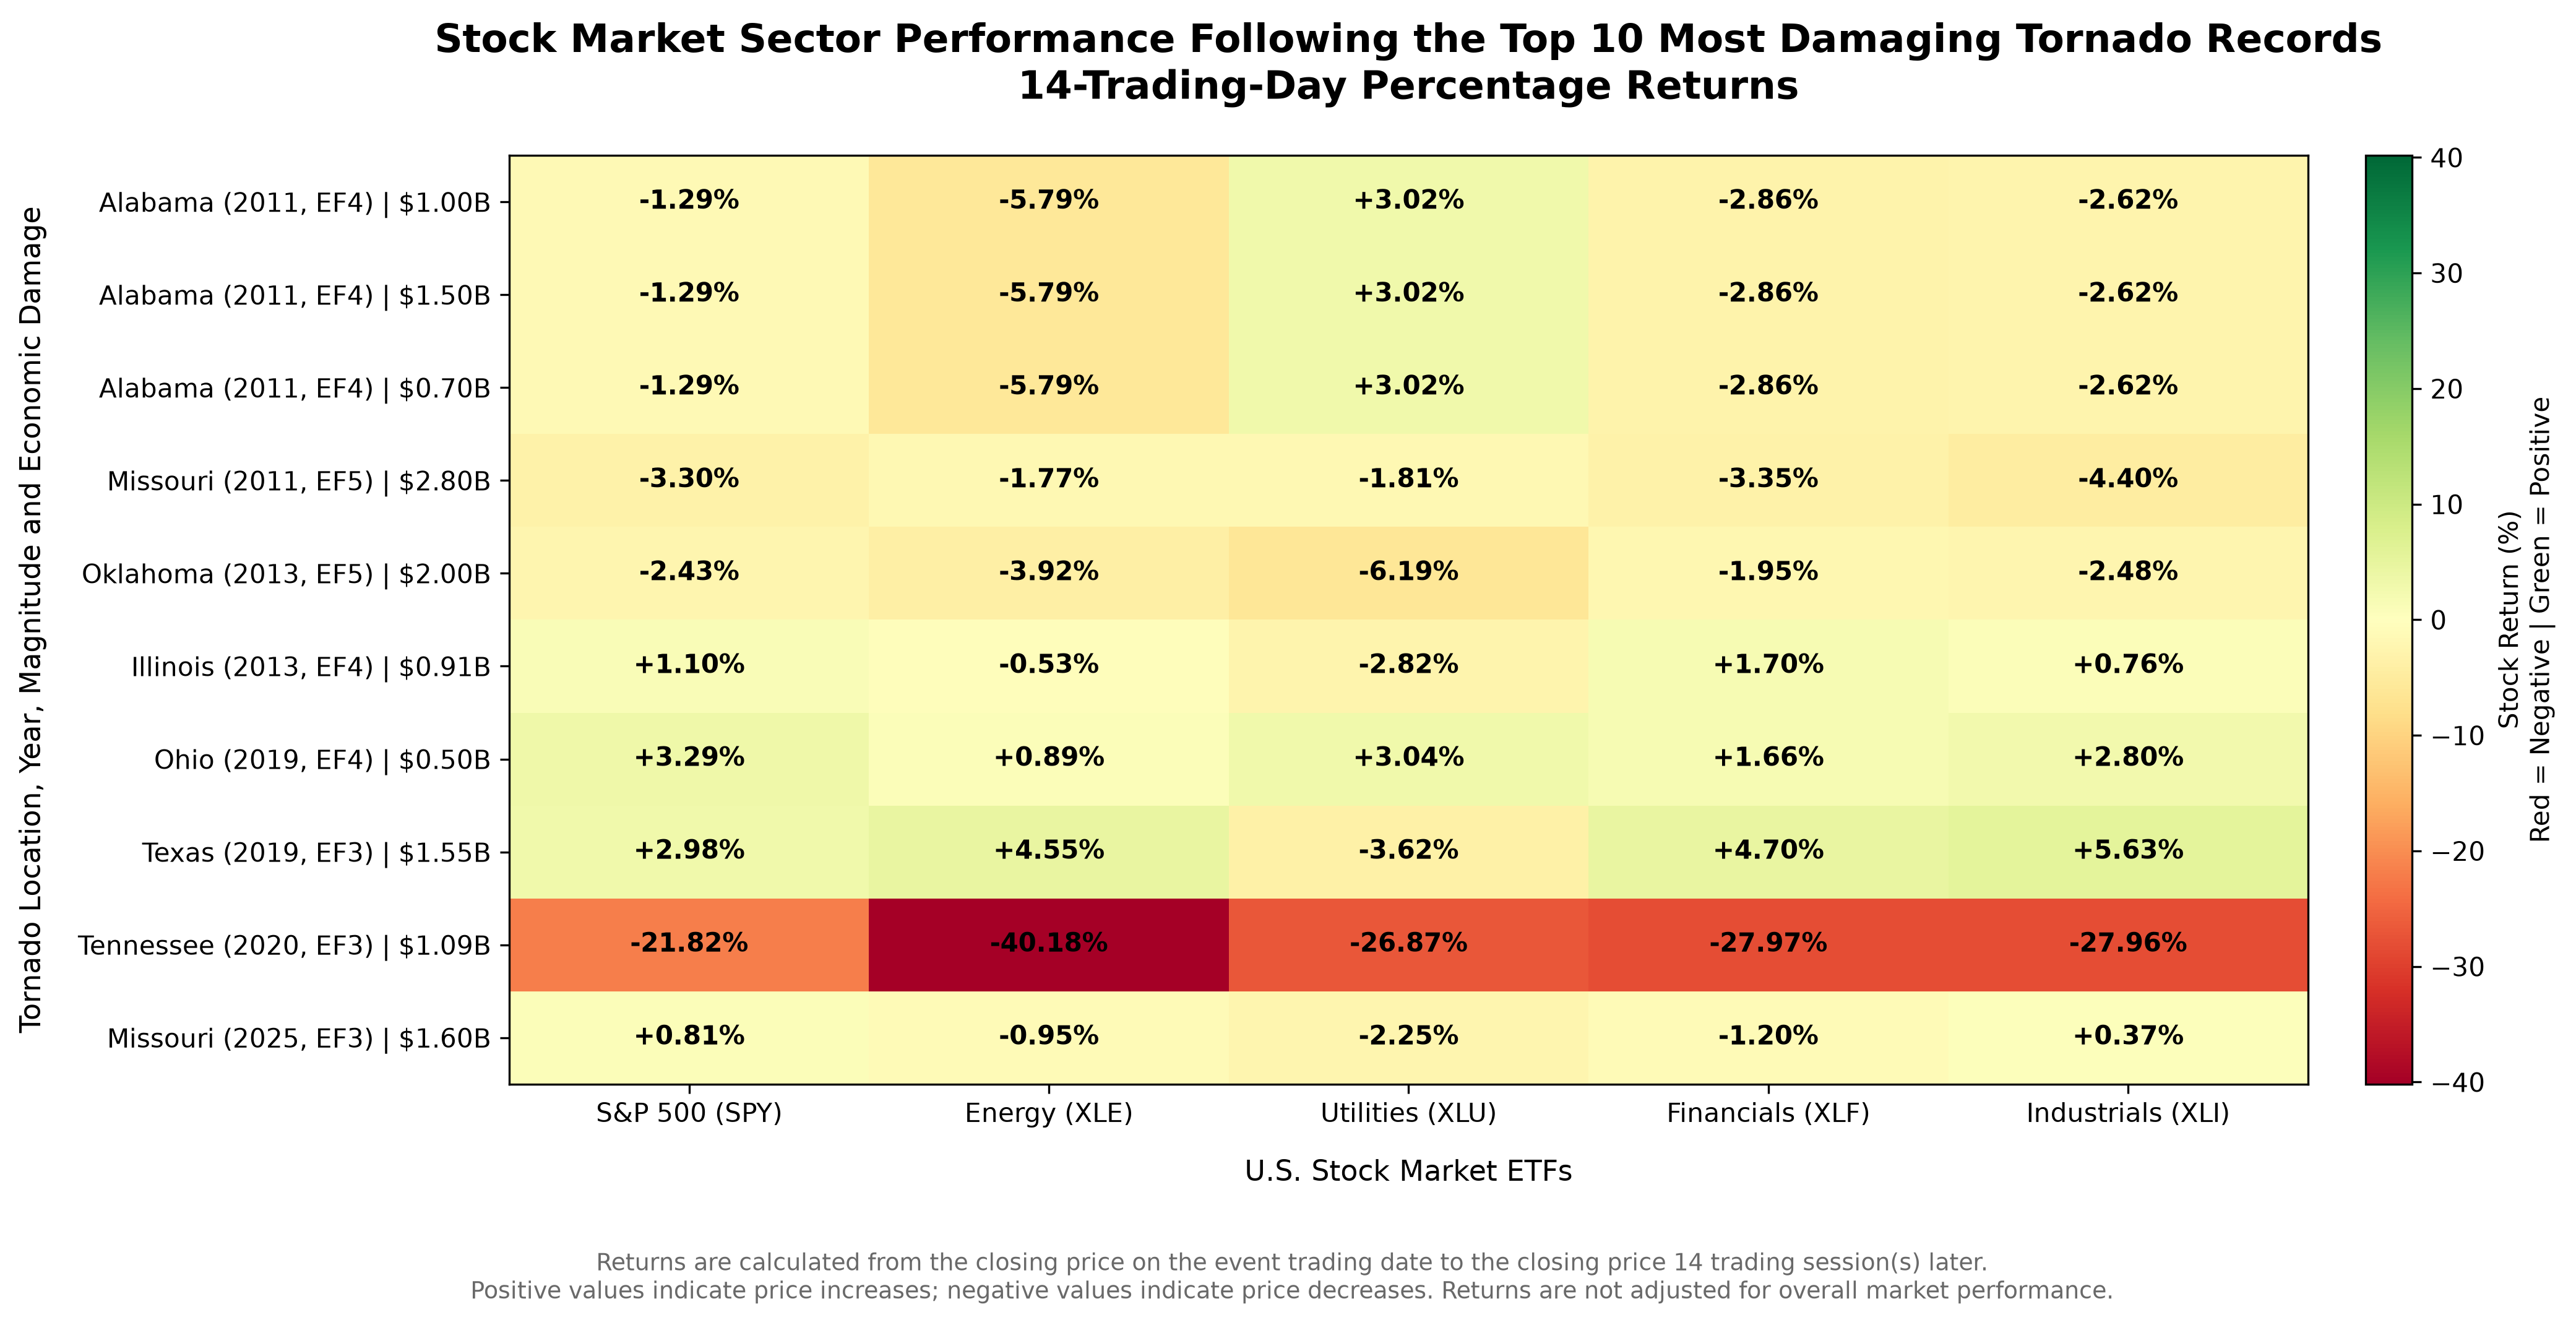 Stock Market Sector Performance Following the Top 10 Most Damaging Tornado Records
14-Trading-Day Percentage Returns
Tornado Location, Year, Magnitude and Economic Damage
Alabama (2011, EF4) | $1.00B -1.29% -5.79% +3.02% -2.86% -2.62%
Alabama (2011, EF4) | $1.50B -1.29% -5.79% +3.02% -2.86% -2.62%
Alabama (2011, EF4) | $0.70B -1.29% -5.79% +3.02% -2.86% -2.62%
Missouri (2011, EF5) | $2.80B -3.30% -1.77% -1.81% -3.35% -4.40%
Oklahoma (2013, EF5) | $2.00B -2.43% -3.92% -6.19% -1.95% -2.48%
Illinois (2013, EF4) | $0.91B +1.10% -0.53% -2.82% +1.70% +0.76%
Ohio (2019, EF4) | $0.50B +3.29% +0.89% +3.04% +1.66% +2.80%
Texas (2019, EF3) | $1.55B +2.98% +4.55% -3.62% +4.70% +5.63%
Tennessee (2020, EF3) | $1.09B -21.82% -40.18% -26.87% -27.97% -27.96%
Missouri (2025, EF3) | $1.60B +0.81% -0.95% -2.25% -1.20% +0.37%
S&P 500 (SPY) Energy (XLE) Utilities (XLU) Financials (XLF) Industrials (XLI)
U.S. Stock Market ETFs
40
30
20
10
0
−10
−20
−30
−40
Stock Return (%)
Red = Negative | Green = Positive
Returns are calculated from the closing price on the event trading date to the closing price 14 trading session(s) later.
Positive values indicate price increases; negative values indicate price decreases. Returns are not adjusted for overall market performance.